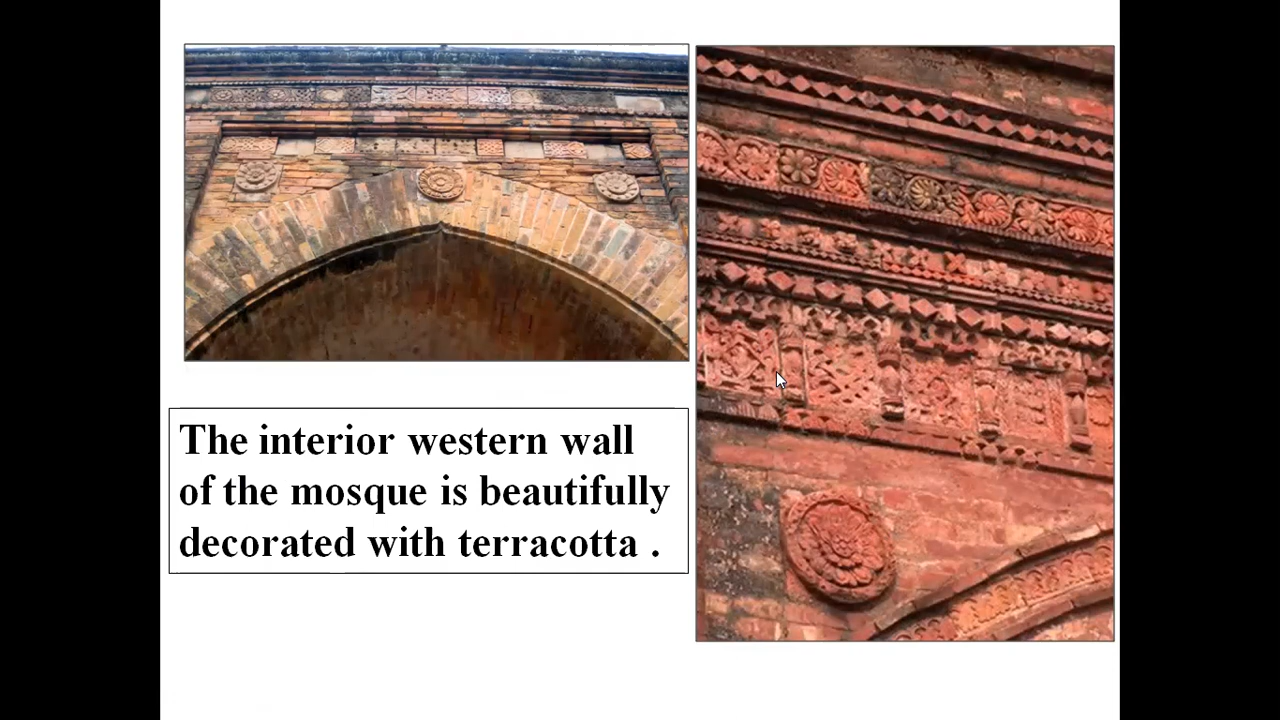 The interior western wall
of the mosque is beautifully
decorated with terracotta .